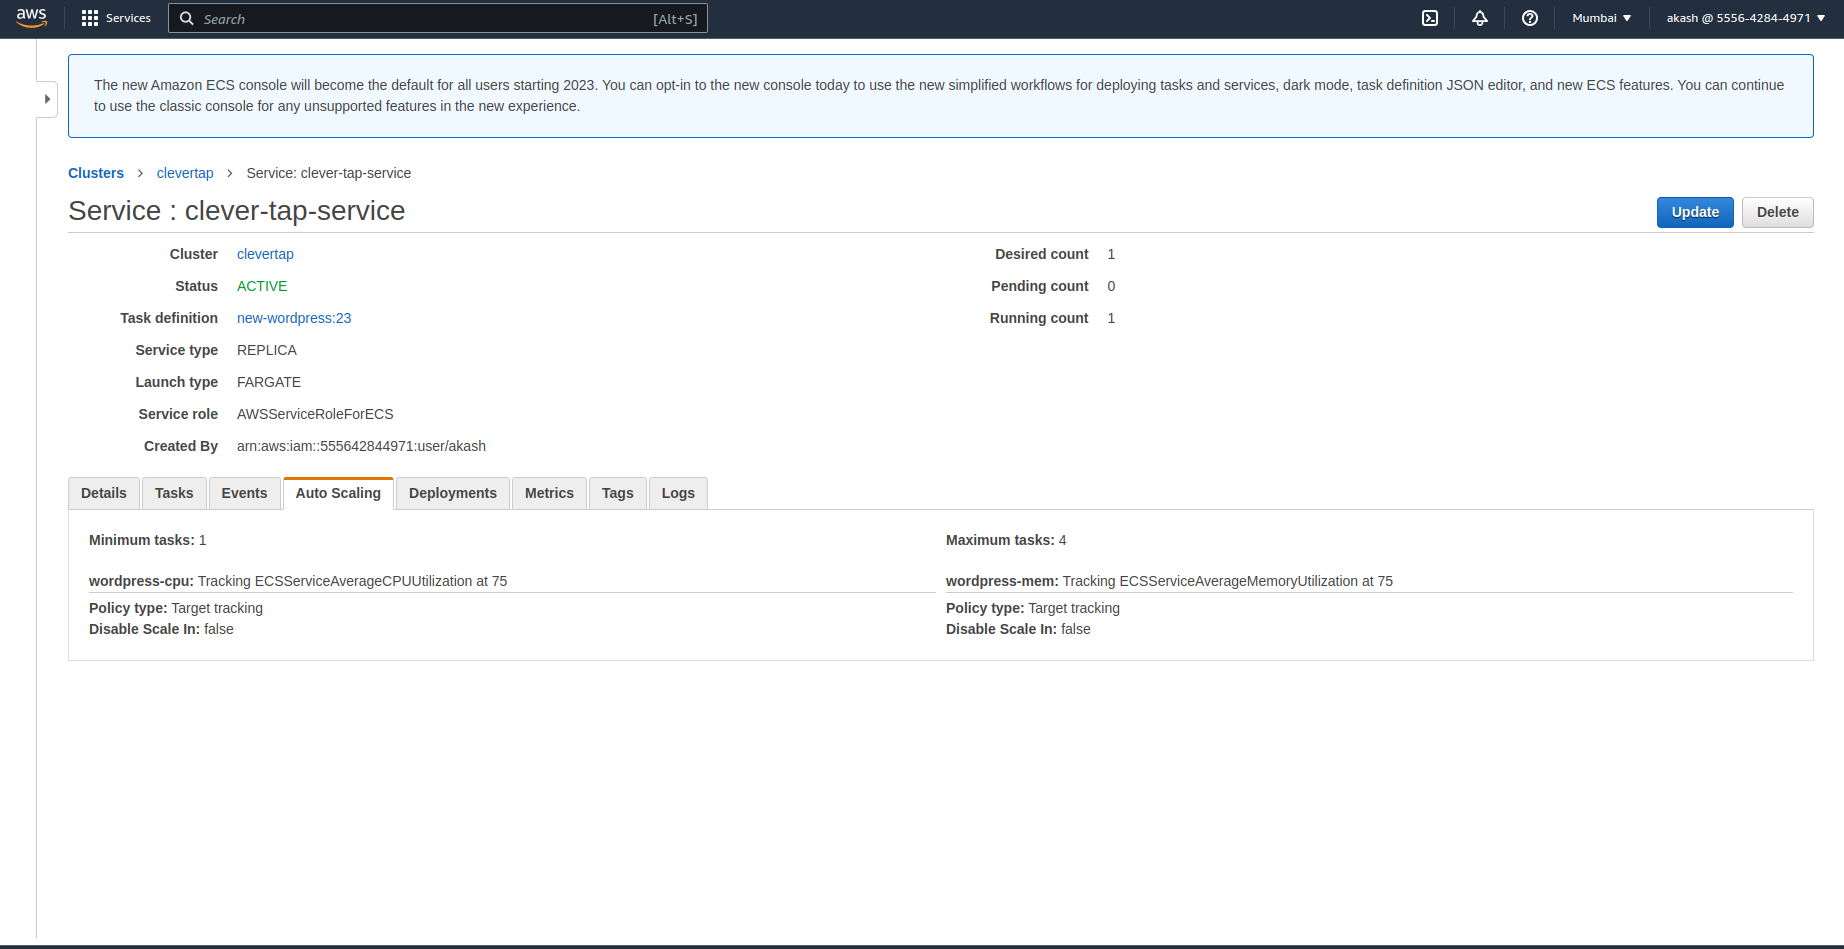 aws Services Search [Alt+S] Mumbai akash @ 5556-4284-4971
The new Amazon ECS console will become the default for all users starting 2023. You can opt-in to the new console today to use the new simplified workflows for deploying tasks and services, dark mode, task definition JSON editor, and new ECS features. You can continue
to use the classic console for any unsupported features in the new experience.
Clusters > clevertap > Service: clever-tap-service
Service : clever-tap-service
Update Delete
Cluster clevertap
Status ACTIVE
Task definition new-wordpress:23
Service type REPLICA
Launch type FARGATE
Service role AWSServiceRoleForECS
Created By arn:aws:iam::555642844971:user/akash
Desired count 1
Pending count 0
Running count 1
Details Tasks Events Auto Scaling Deployments Metrics Tags Logs
Minimum tasks: 1
Maximum tasks: 4
wordpress-cpu: Tracking ECSServiceAverageCPUUtilization at 75
Policy type: Target tracking
Disable Scale In: false
wordpress-mem: Tracking ECSServiceAverageMemoryUtilization at 75
Policy type: Target tracking
Disable Scale In: false